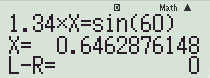 D Math ▲
1.34×X=sin(60)
X= 0.6462876148
L-R= 0